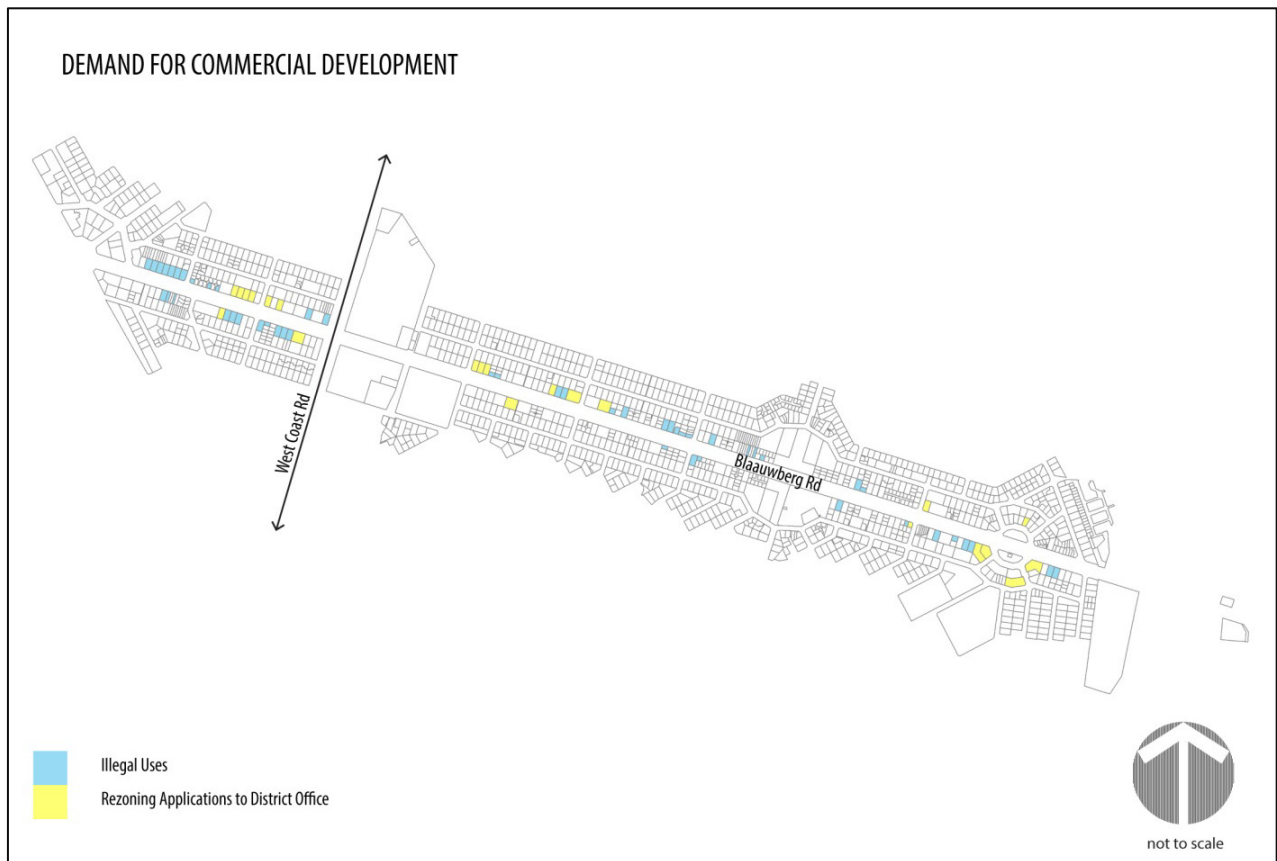 DEMAND FOR COMMERCIAL DEVELOPMENT
West Coast Rd
Blaauwberg Rd
Illegal Uses
Rezoning Applications to District Office
not to scale